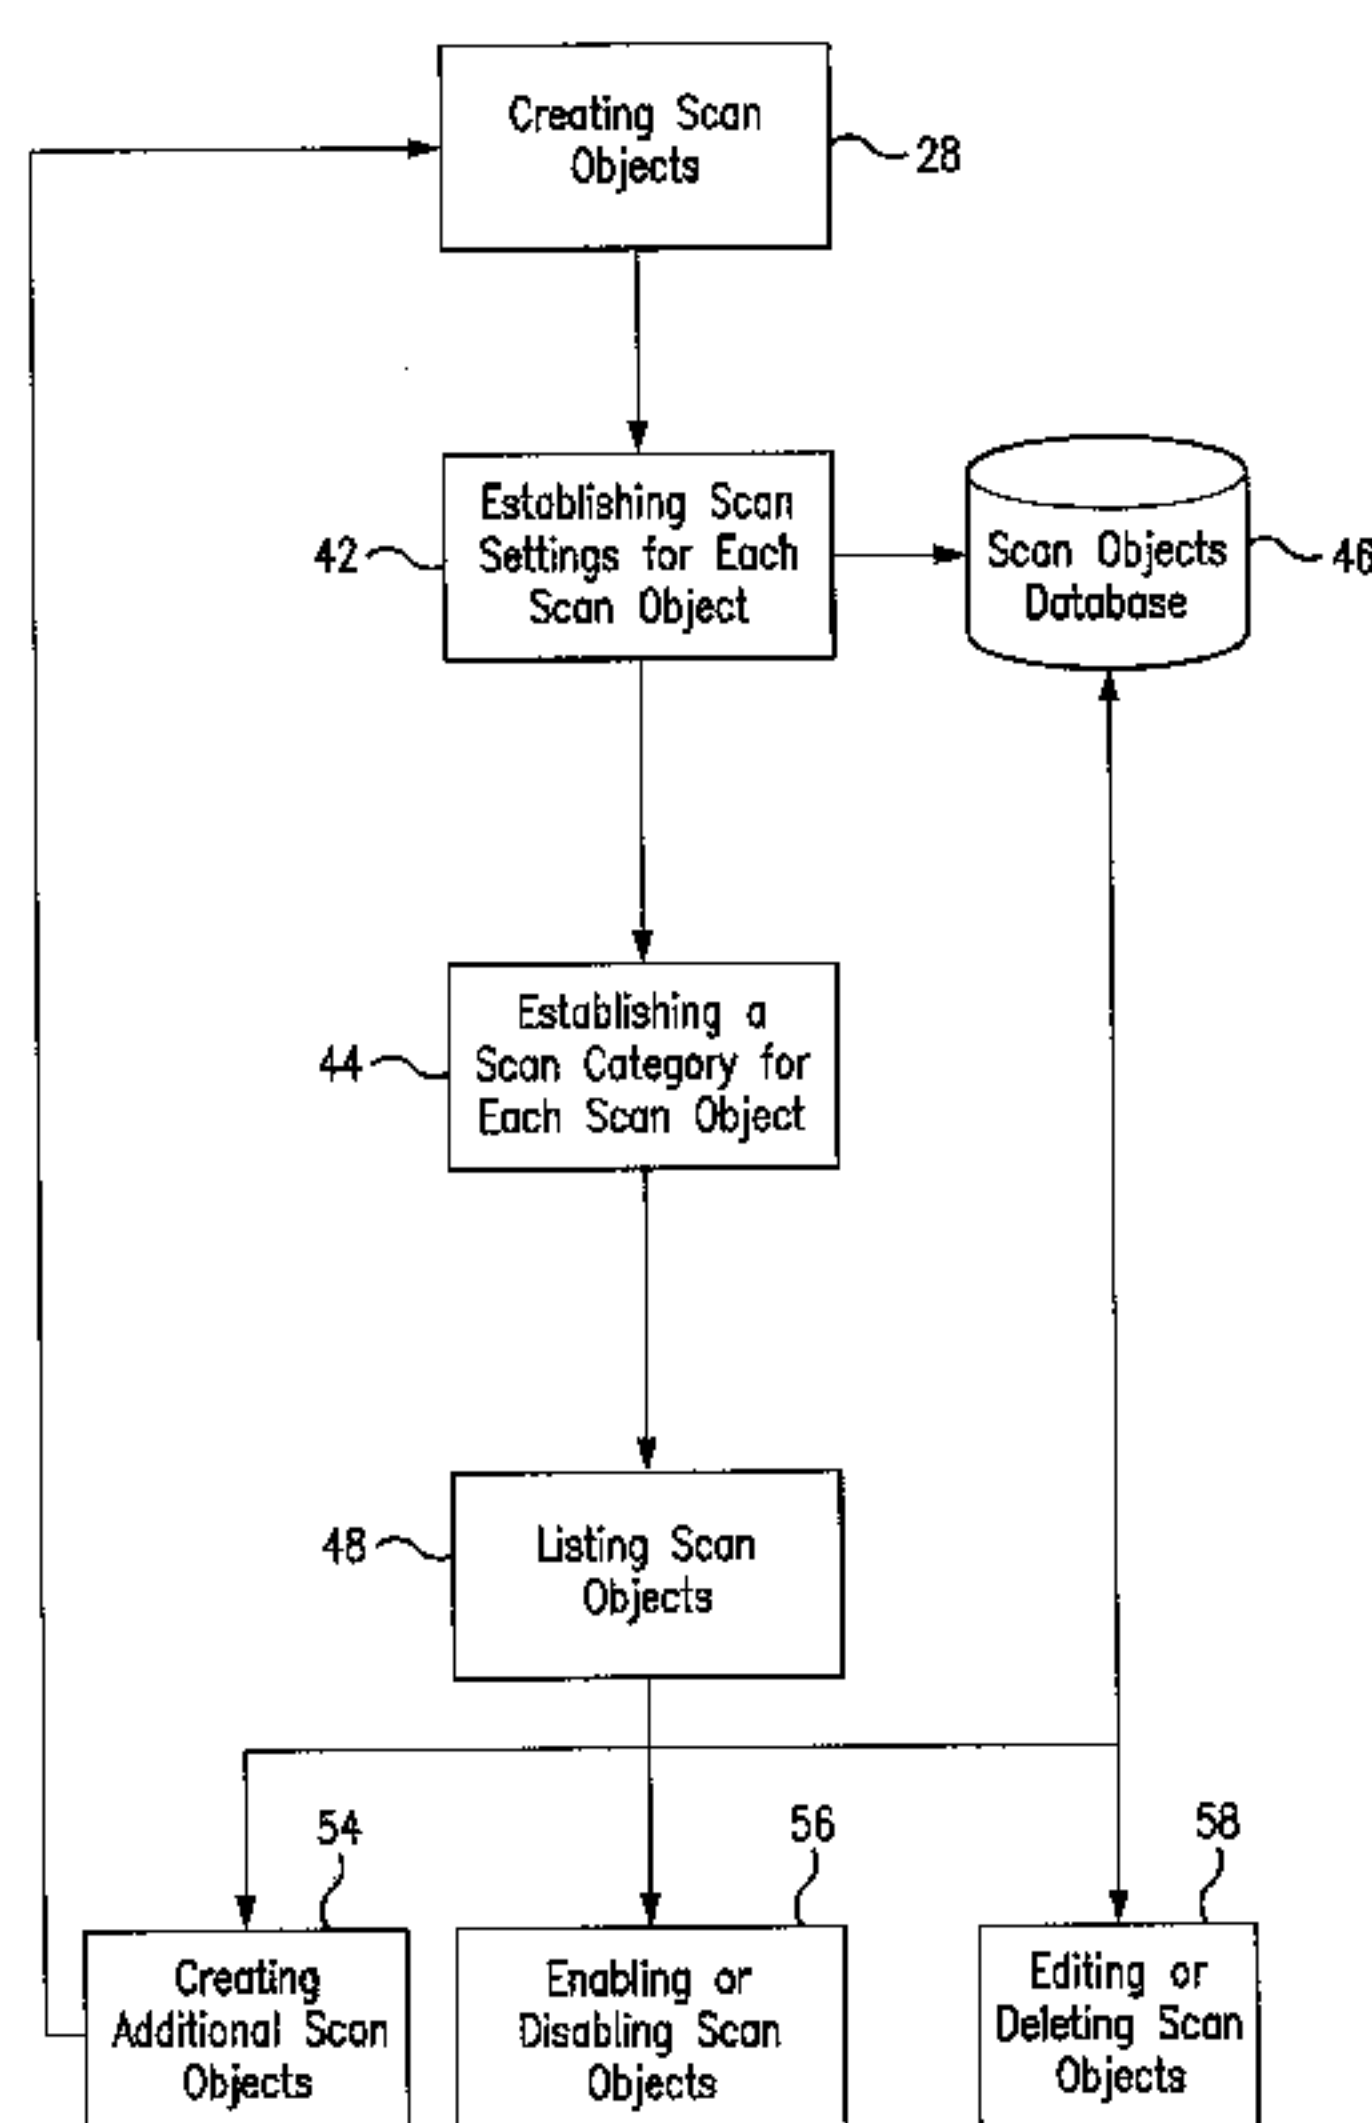 Creating Scan
Objects
28
Establishing Scan
Settings for Each
Scan Object
42
Scan Objects
Database
46
Establishing a
Scan Category for
Each Scan Object
44
Listing Scan
Objects
48
54
56
58
Creating
Additional Scan
Objects
Enabling or
Disabling Scan
Objects
Editing or
Deleting Scan
Objects